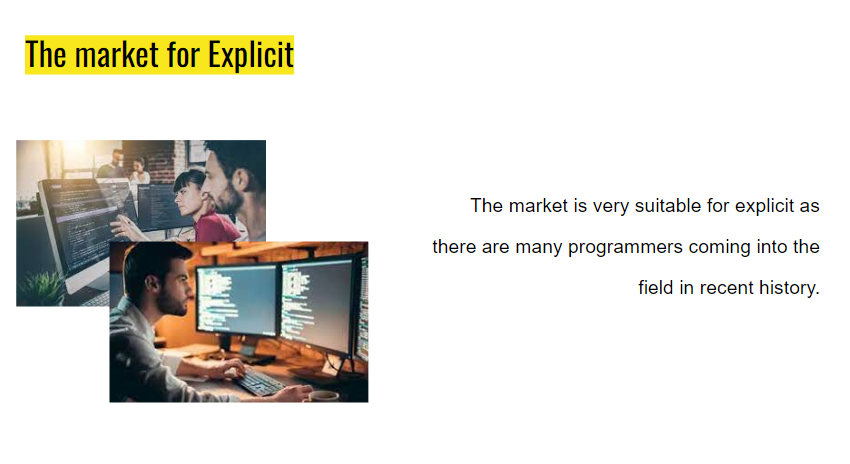 The market for Explicit
The market is very suitable for explicit as
there are many programmers coming into the
field in recent history.